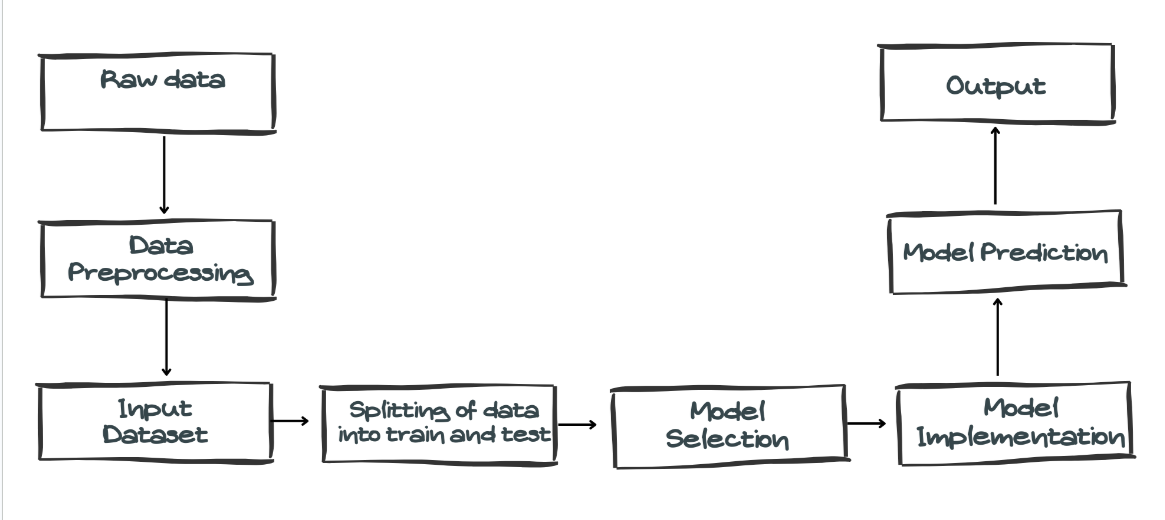 Raw data
Data
Preprocessing
Input
Dataset
Splitting of data
into train and test
Model
Selection
Model
Implementation
Model Prediction
Output